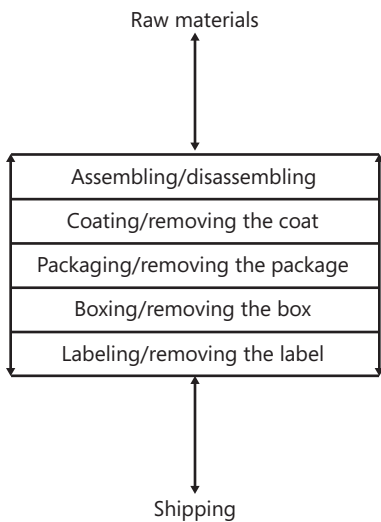 Raw materials
Assembling/disassembling
Coating/removing the coat
Packaging/removing the package
Boxing/removing the box
Labeling/removing the label
Shipping